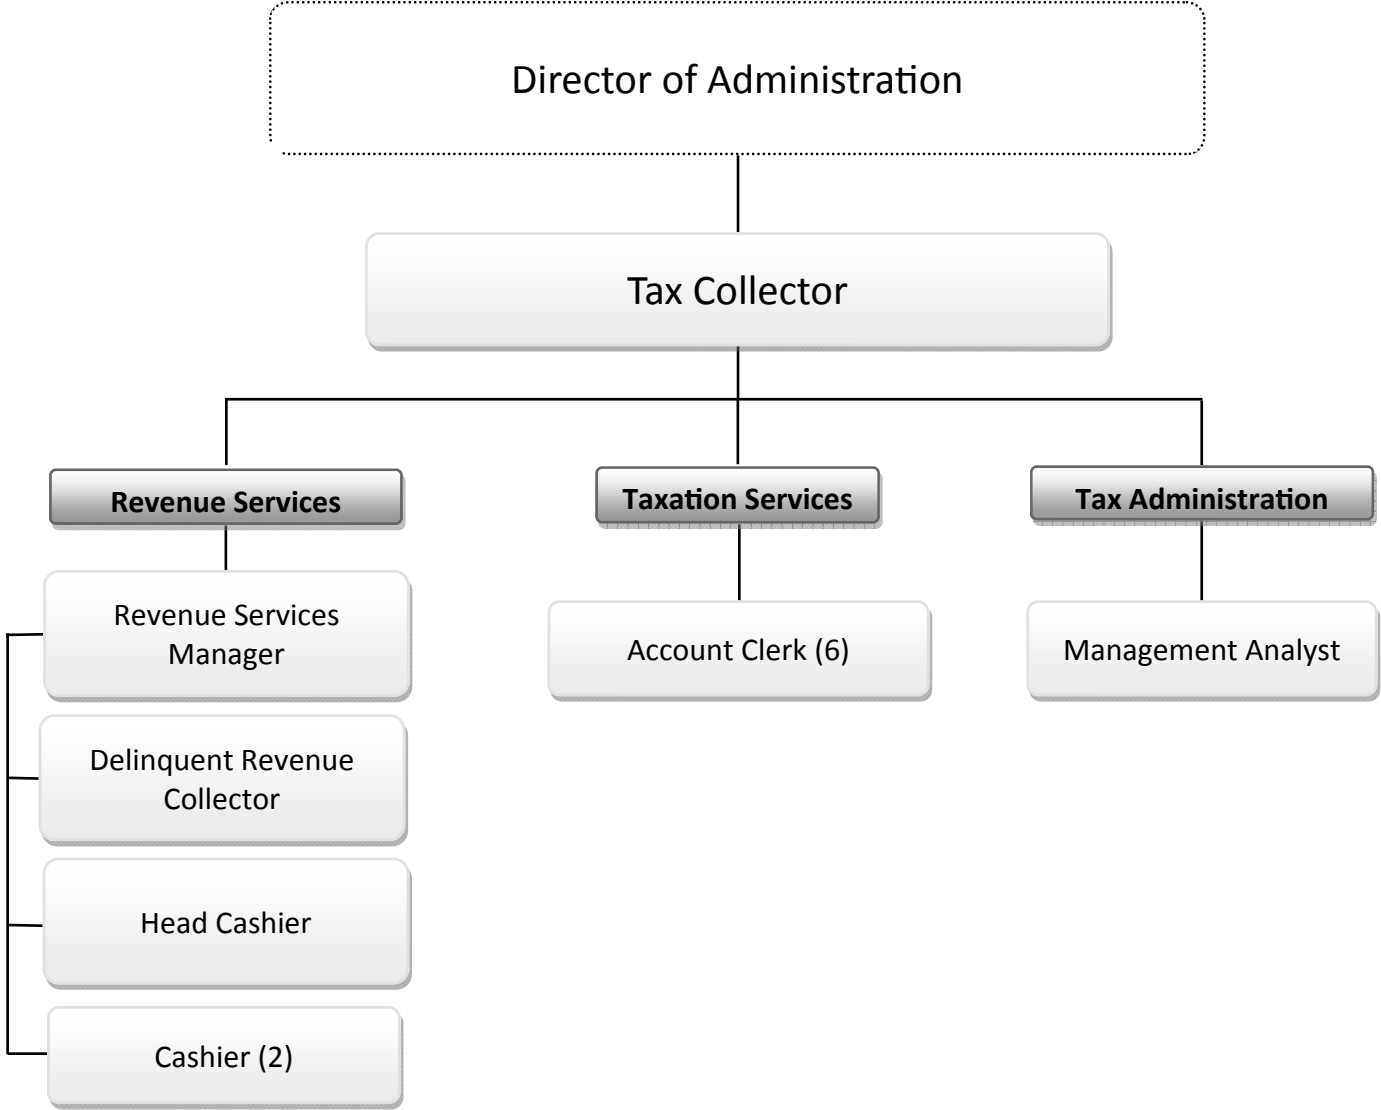 Director of Administration
Tax Collector
Revenue Services
Taxation Services
Tax Administration
Revenue Services
Manager
Account Clerk (6)
Management Analyst
Delinquent Revenue
Collector
Head Cashier
Cashier (2)